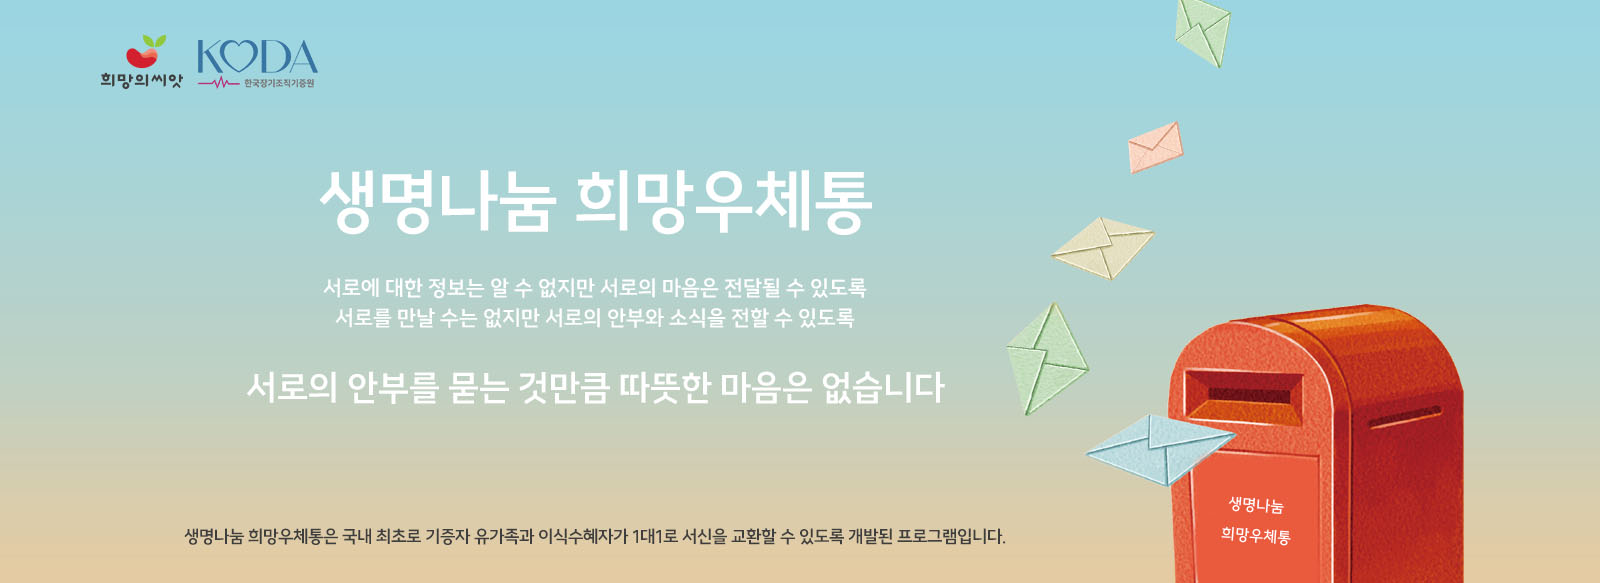 희망의씨앗
KODA
한국장기조직기증원
생명나눔 희망우체통
서로에 대한 정보는 알 수 없지만 서로의 마음은 전달될 수 있도록
서로를 만날 수는 없지만 서로의 안부와 소식을 전할 수 있도록
서로의 안부를 묻는 것만큼 따뜻한 마음은 없습니다
생명나눔 희망우체통은 국내 최초로 기증자 유가족과 이식수혜자가 1대1로 서신을 교환할 수 있도록 개발된 프로그램입니다.
생명나눔
희망우체통